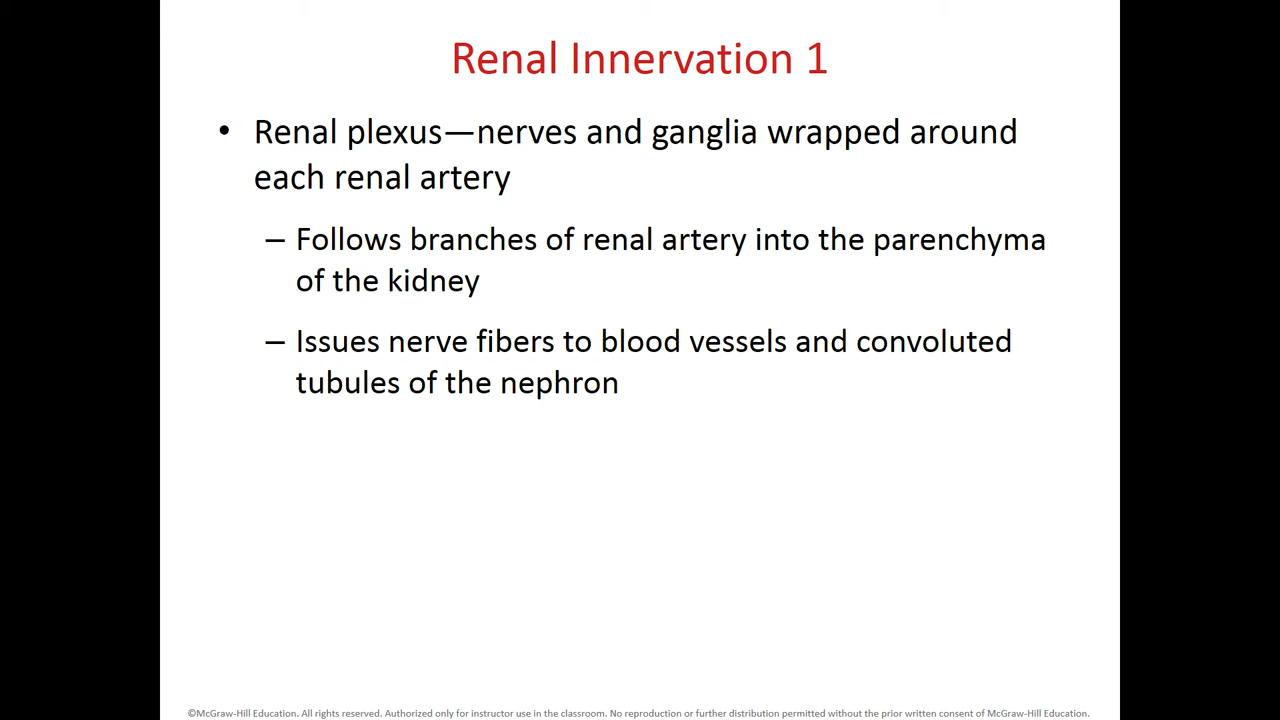 Renal Innervation 1
• Renal plexus—nerves and ganglia wrapped around
each renal artery
– Follows branches of renal artery into the parenchyma
of the kidney
– Issues nerve fibers to blood vessels and convoluted
tubules of the nephron
©McGraw-Hill Education. All rights reserved. Authorized only for instructor use in the classroom. No reproduction or further distribution permitted without the prior written consent of McGraw-Hill Education.